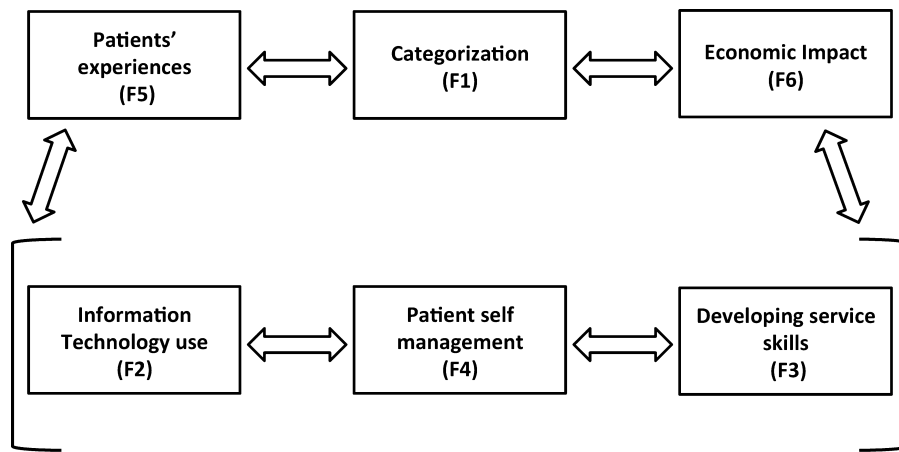 Patients'
experiences
(F5)
Categorization
(F1)
Economic Impact
(F6)
Information
Technology use
(F2)
Patient self
management
(F4)
Developing service
skills
(F3)